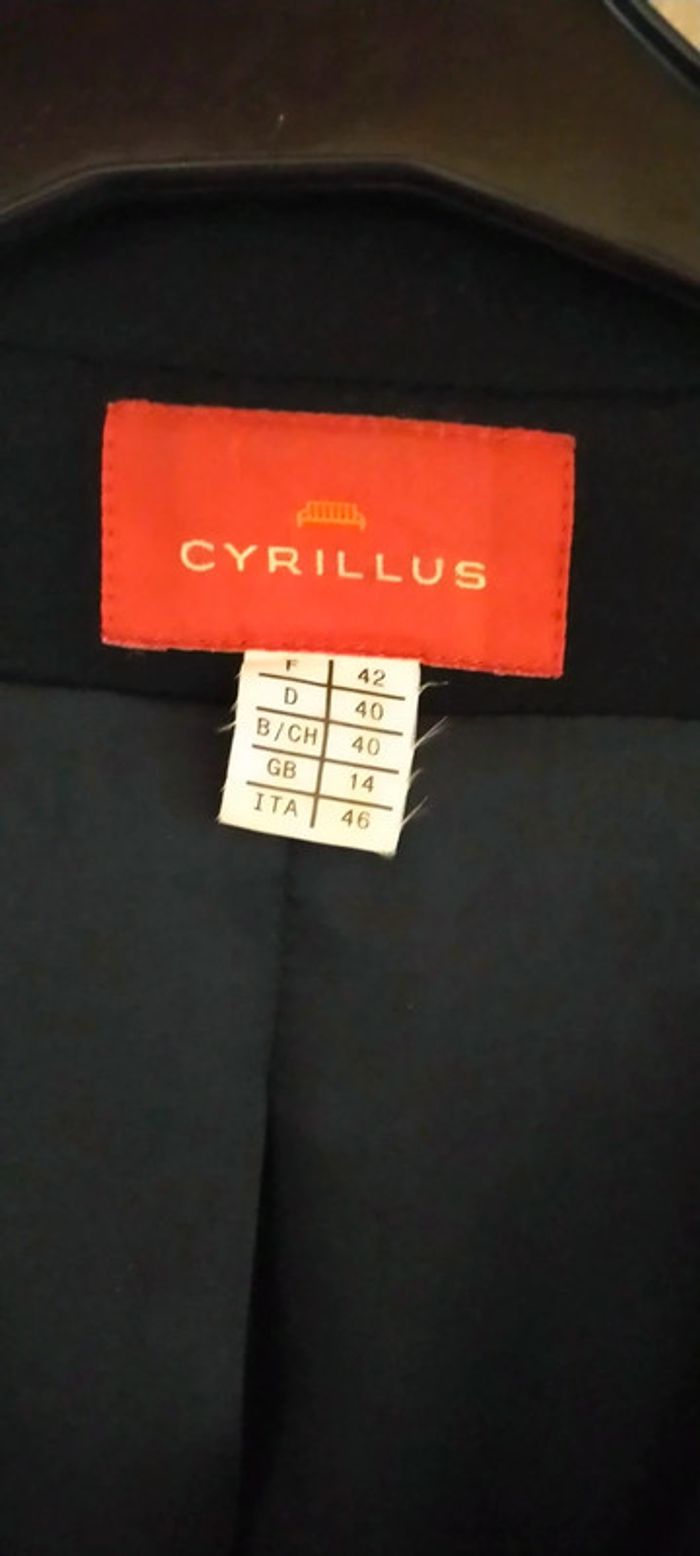 CYRILLUS
F 42
D 40
B/CH 40
GB 14
ITA 46